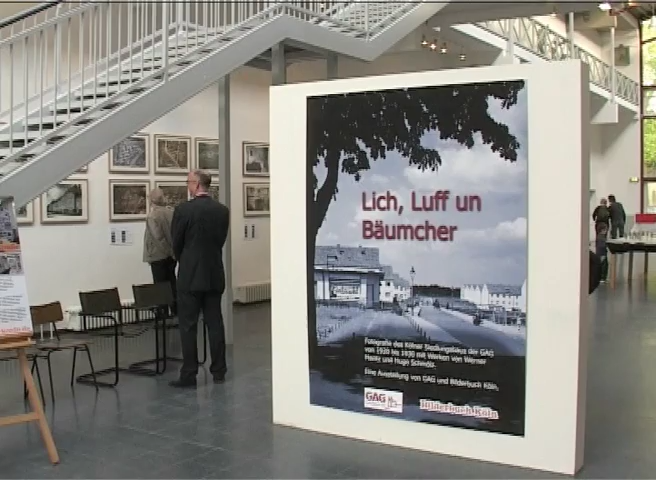 Lich, Luff un
Bäumcher
Fotografie des Kölner Siedlungsbaus der GAG
von 1920 bis 1930 mit Werken von Werner
Mantz und Hugo Schmölz.
Eine Ausstellung von GAG und Bilderbuch Köln.
GAG
Bilderbuch Köln